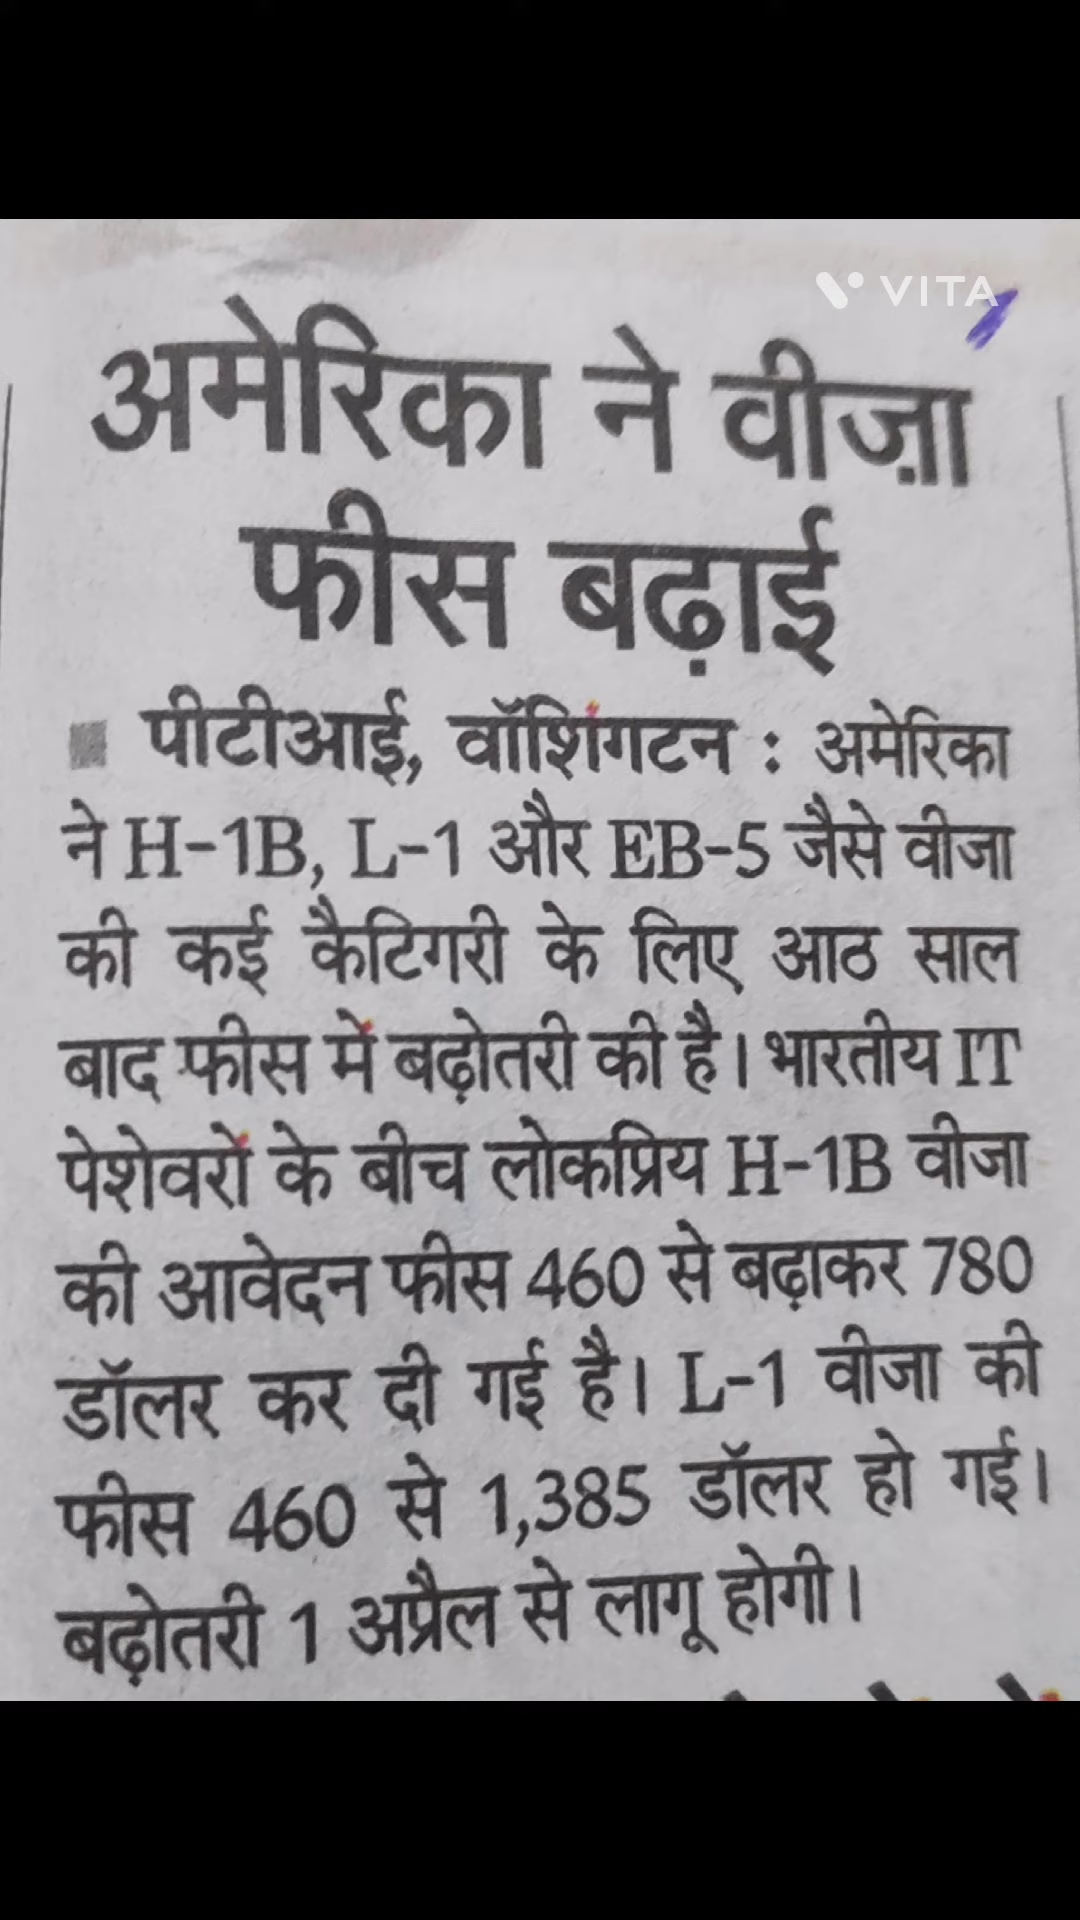 VITA
अमेरिका ने वीज़ा
फीस बढ़ाई
पीटीआई, वॉशिंगटन : अमेरिका
ने H-1B, L-1 और EB-5 जैसे वीजा
की कई कैटिगरी के लिए आठ साल
बाद फीस में बढ़ोतरी की है। भारतीय IT
पेशेवरों के बीच लोकप्रिय H-1B वीजा
की आवेदन फीस 460 से बढ़ाकर 780
डॉलर कर दी गई है। L-1 वीजा की
फीस 460 से 1,385 डॉलर हो गई।
बढ़ोतरी 1 अप्रैल से लागू होगी।